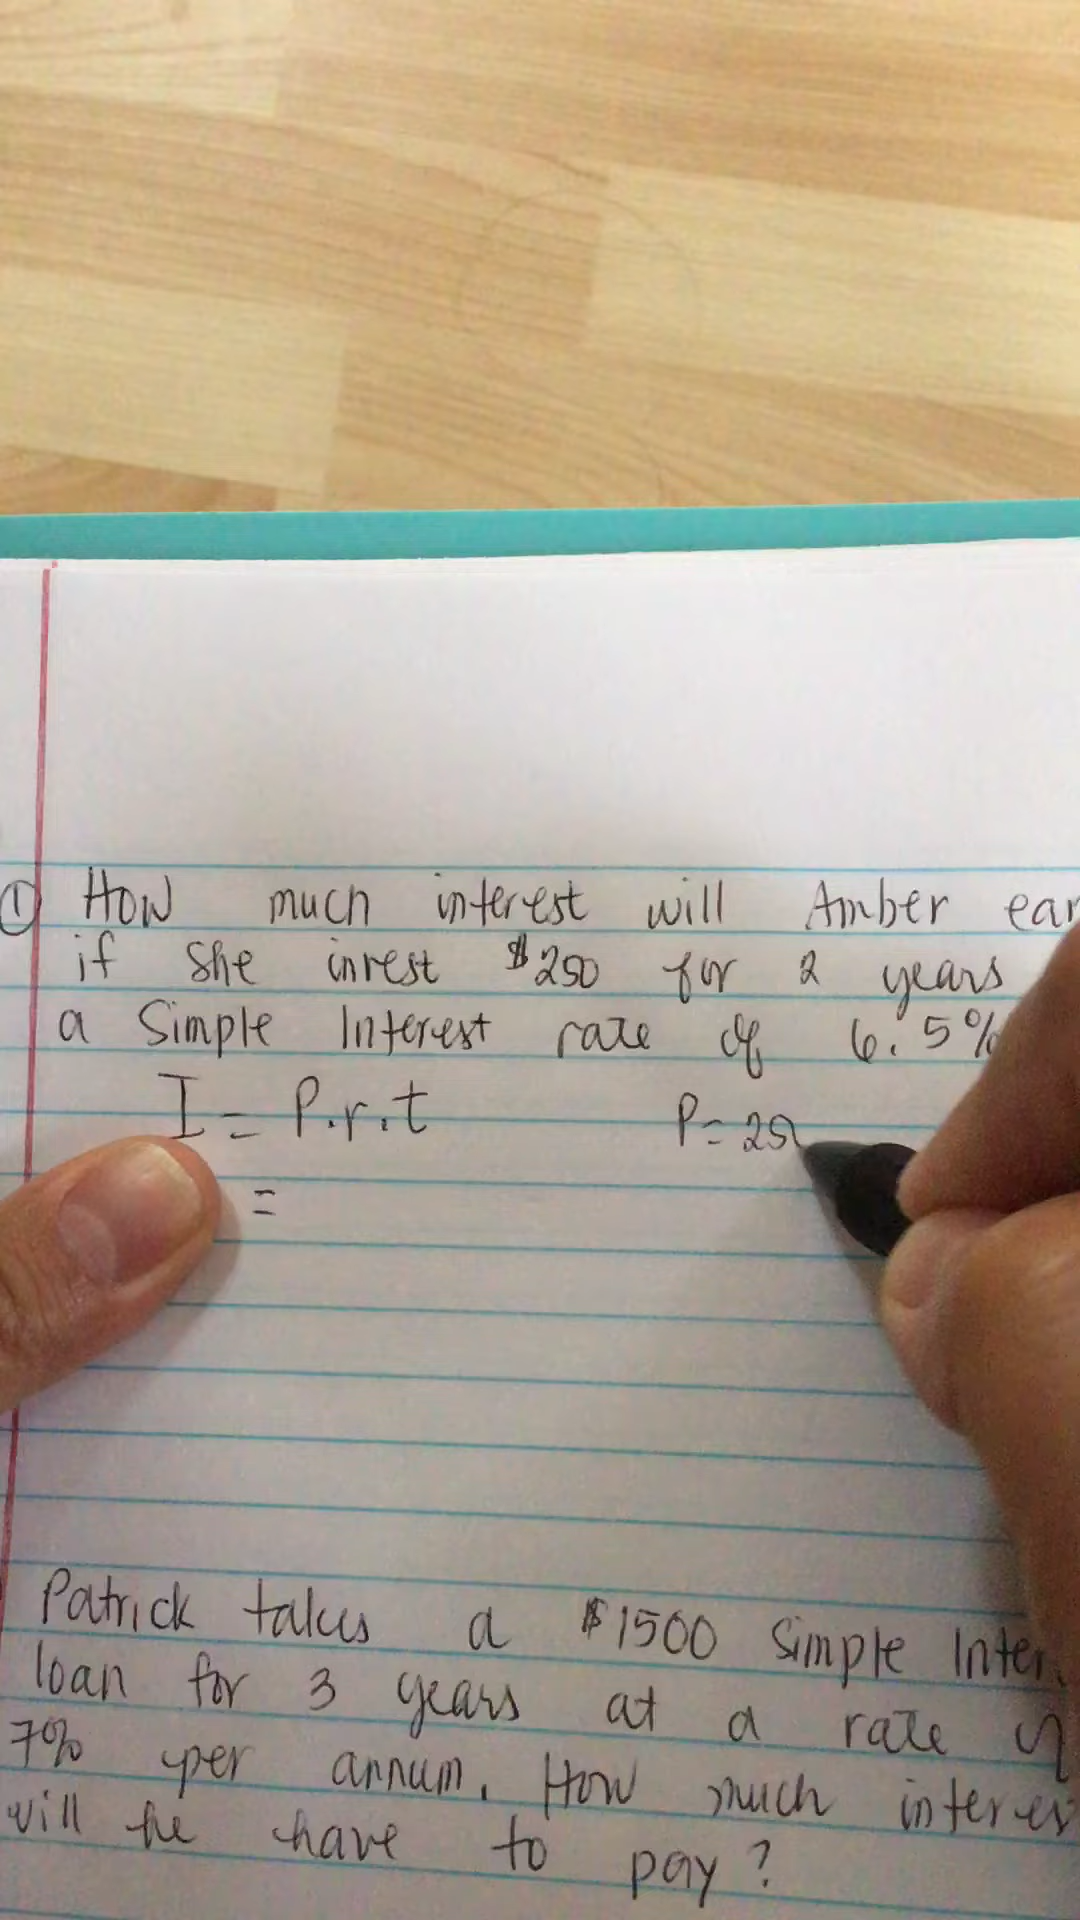 ① How much interest will Amber ear
if she invest $250 for 2 years
a Simple Interest rate of 6.5%
I = P.r.t P= 25
=
Patrick takes a $1500 Simple Inter
loan for 3 years at a rate of
7% per annum. How much interes
will he have to pay?